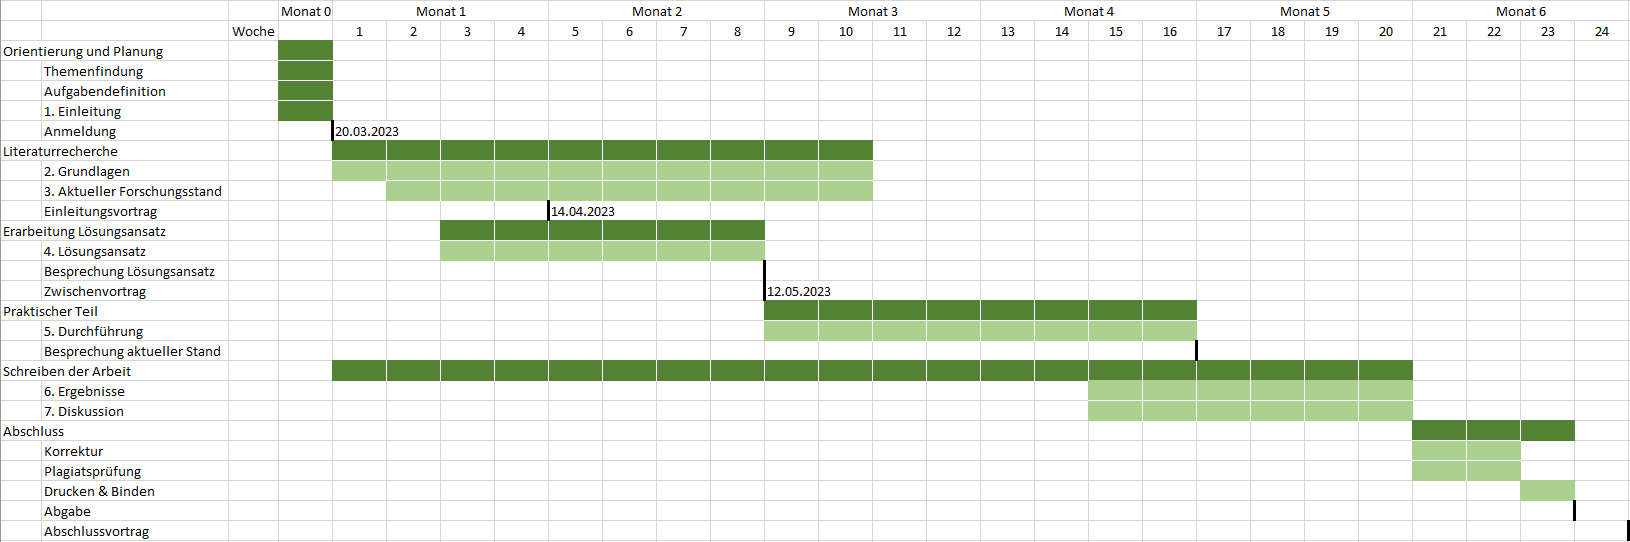 Monat 0 Monat 1 Monat 2 Monat 3 Monat 4 Monat 5 Monat 6
Woche 1 2 3 4 5 6 7 8 9 10 11 12 13 14 15 16 17 18 19 20 21 22 23 24
Orientierung und Planung
Themenfindung
Aufgabendefinition
1. Einleitung
Anmeldung 20.03.2023
Literaturrecherche
2. Grundlagen
3. Aktueller Forschungsstand
Einleitungsvortrag 14.04.2023
Erarbeitung Lösungsansatz
4. Lösungsansatz
Besprechung Lösungsansatz
Zwischenvortrag 12.05.2023
Praktischer Teil
5. Durchführung
Besprechung aktueller Stand
Schreiben der Arbeit
6. Ergebnisse
7. Diskussion
Abschluss
Korrektur
Plagiatsprüfung
Drucken & Binden
Abgabe
Abschlussvortrag